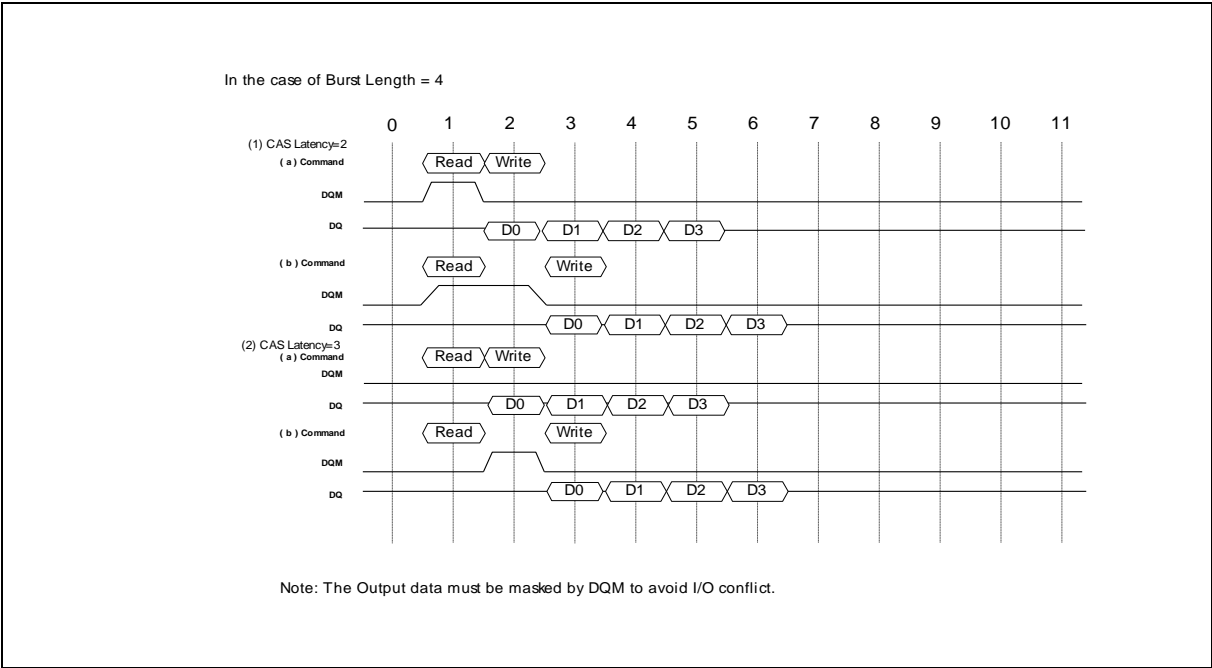 In the case of Burst Length = 4
0 1 2 3 4 5 6 7 8 9 10 11
(1) CAS Latency=2
( a ) Command Read Write
DQM
DQ D0 D1 D2 D3
( b ) Command Read Write
DQM
DQ D0 D1 D2 D3
(2) CAS Latency=3
( a ) Command Read Write
DQM
DQ D0 D1 D2 D3
( b ) Command Read Write
DQM
DQ D0 D1 D2 D3
Note: The Output data must be masked by DQM to avoid I/O conflict.